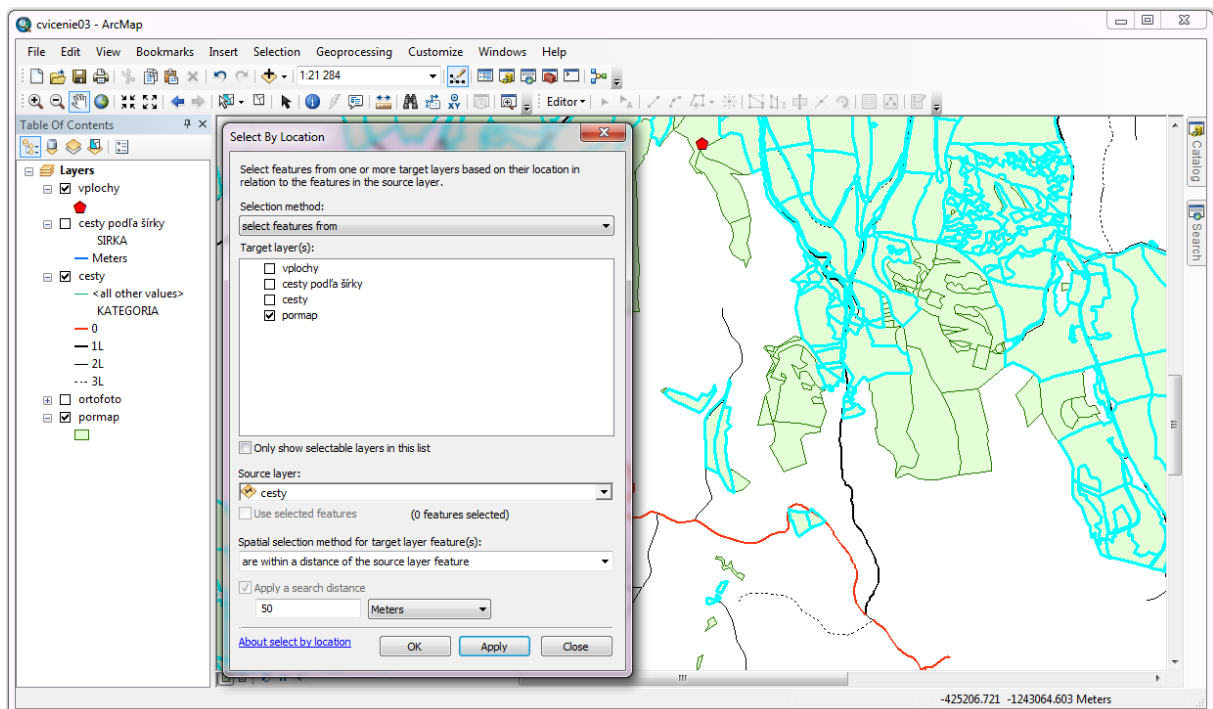 cvicenie03 - ArcMap
File Edit View Bookmarks Insert Selection Geoprocessing Customize Windows Help
1:21 284
Editor
Table Of Contents
Layers
vplochy
cesty podľa šírky
SIRKA
Meters
cesty
<all other values>
KATEGORIA
0
1L
2L
3L
ortofoto
pormap
Select By Location
Select features from one or more target layers based on their location in
relation to the features in the source layer.
Selection method:
select features from
Target layer(s):
vplochy
cesty podľa šírky
cesty
pormap
Only show selectable layers in this list
Source layer:
cesty
Use selected features (0 features selected)
Spatial selection method for target layer feature(s):
are within a distance of the source layer feature
Apply a search distance
50 Meters
About select by location OK Apply Close
Catalog
Search
-425206.721 -1243064.603 Meters